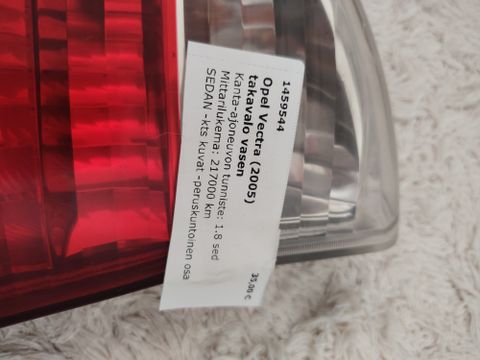 1459544
Opel Vectra (2005)
takavalo vasen 35,00 €
Kanta-ajoneuvon tunniste: 1.8 sed
Mittarilukema: 217000 km
SEDAN -kts kuvat -peruskuntoinen osa